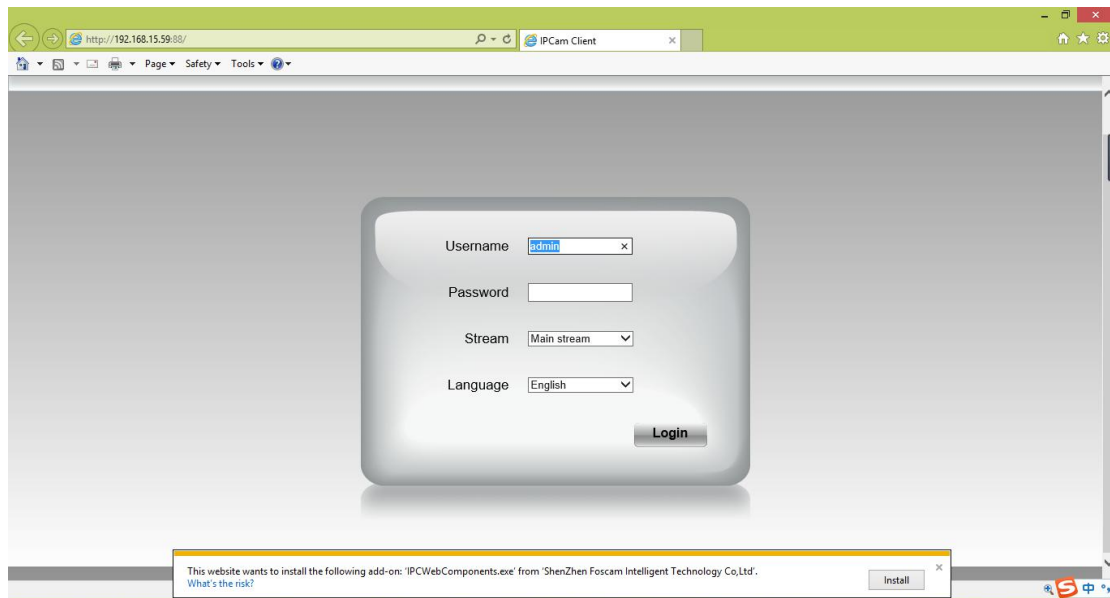 http://192.168.15.59:88/
IPCam Client
Page Safety Tools
Username admin
Password
Stream Main stream
Language English
Login
This website wants to install the following add-on: 'IPCWebComponents.exe' from 'ShenZhen Foscam Intelligent Technology Co,Ltd'.
What's the risk?
Install
中